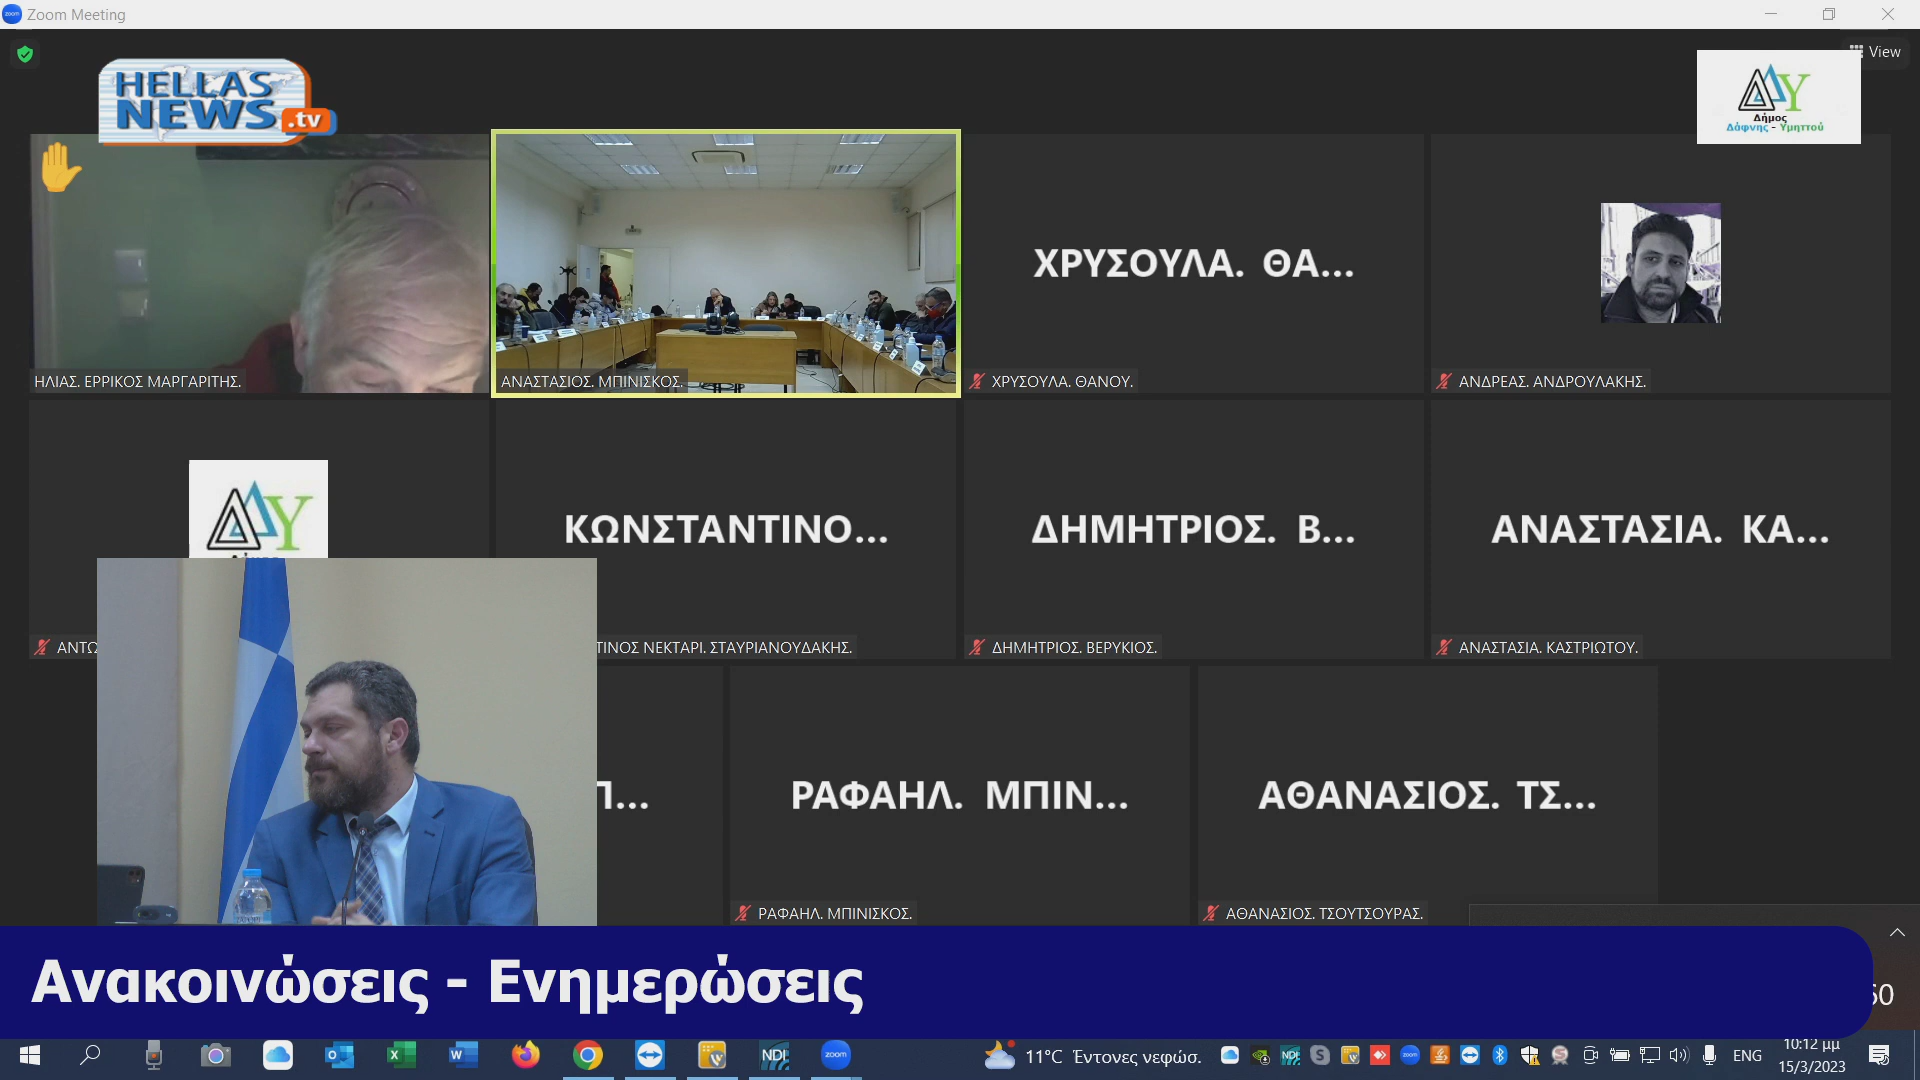 Zoom Meeting
View
HELLAS
NEWS.tv
Δήμος
Δάφνης - Υμηττού
ΧΡΥΣΟΥΛΑ. ΘΑ...
ΗΛΙΑΣ. ΕΡΡΙΚΟΣ ΜΑΡΓΑΡΙΤΗΣ.
ΑΝΑΣΤΑΣΙΟΣ. ΜΠΙΝΙΣΚΟΣ.
ΧΡΥΣΟΥΛΑ. ΘΑΝΟΥ.
ΑΝΔΡΕΑΣ. ΑΝΔΡΟΥΛΑΚΗΣ.
ΚΩΝΣΤΑΝΤΙΝΟ...
ΔΗΜΗΤΡΙΟΣ. Β...
ΑΝΑΣΤΑΣΙΑ. ΚΑ...
ΑΝΤΩ
ΤΙΝΟΣ ΝΕΚΤΑΡΙ. ΣΤΑΥΡΙΑΝΟΥΔΑΚΗΣ.
ΔΗΜΗΤΡΙΟΣ. ΒΕΡΥΚΙΟΣ.
ΑΝΑΣΤΑΣΙΑ. ΚΑΣΤΡΙΩΤΟΥ.
Π...
ΡΑΦΑΗΛ. ΜΠΙΝ...
ΑΘΑΝΑΣΙΟΣ. ΤΣ...
ΡΑΦΑΗΛ. ΜΠΙΝΙΣΚΟΣ.
ΑΘΑΝΑΣΙΟΣ. ΤΣΟΥΤΣΟΥΡΑΣ.
Ανακοινώσεις - Ενημερώσεις
11°C Έντονες νεφώσ.
ENG
10:12 μμ
15/3/2023